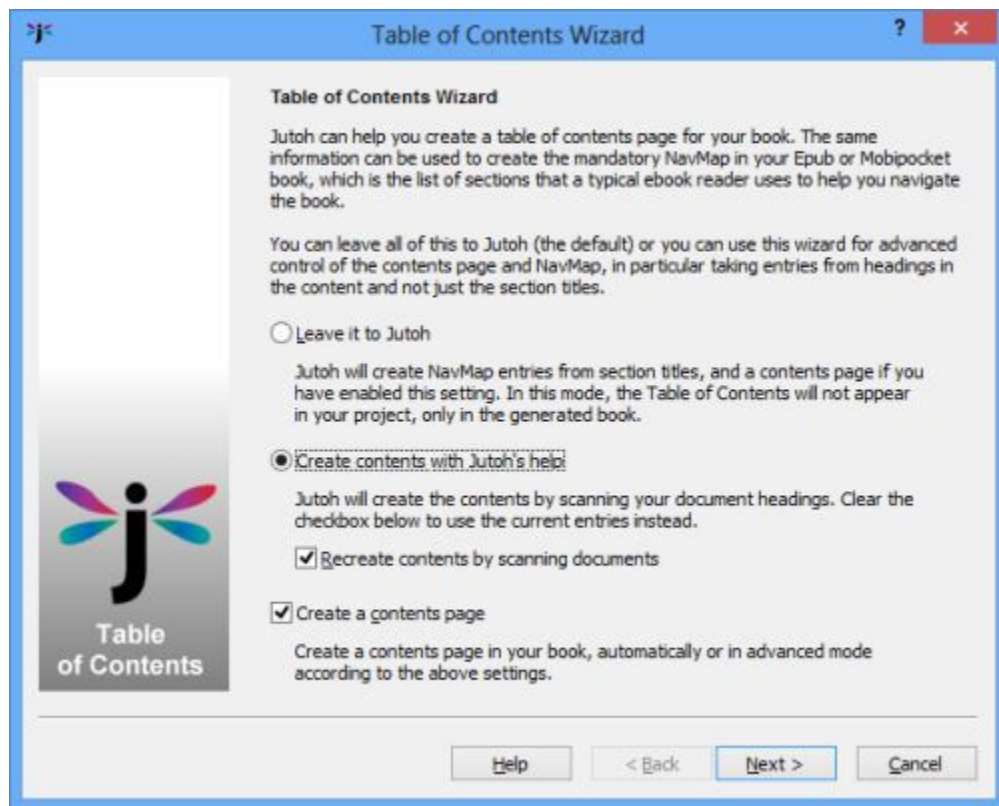 Table of Contents Wizard
?
×
Table of Contents Wizard
Jutoh can help you create a table of contents page for your book. The same
information can be used to create the mandatory NavMap in your Epub or Mobipocket
book, which is the list of sections that a typical ebook reader uses to help you navigate
the book.
You can leave all of this to Jutoh (the default) or you can use this wizard for advanced
control of the contents page and NavMap, in particular taking entries from headings in
the content and not just the section titles.
Leave it to Jutoh
Jutoh will create NavMap entries from section titles, and a contents page if you
have enabled this setting. In this mode, the Table of Contents will not appear
in your project, only in the generated book.
Create contents with Jutoh's help
Jutoh will create the contents by scanning your document headings. Clear the
checkbox below to use the current entries instead.
Recreate contents by scanning documents
Create a contents page
Create a contents page in your book, automatically or in advanced mode
according to the above settings.
j
Table
of Contents
Help
< Back
Next >
Cancel